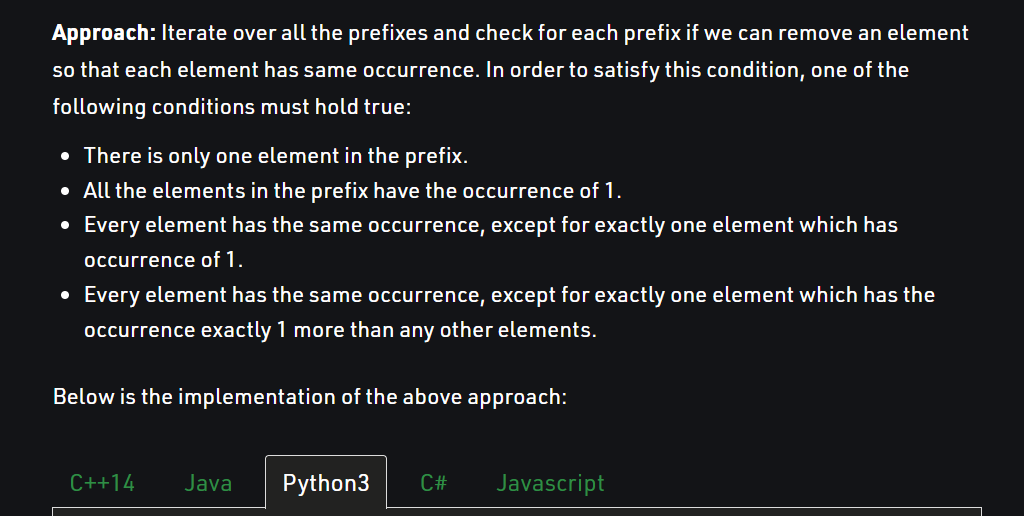 Approach: Iterate over all the prefixes and check for each prefix if we can remove an element
so that each element has same occurrence. In order to satisfy this condition, one of the
following conditions must hold true:
• There is only one element in the prefix.
• All the elements in the prefix have the occurrence of 1.
• Every element has the same occurrence, except for exactly one element which has
occurrence of 1.
• Every element has the same occurrence, except for exactly one element which has the
occurrence exactly 1 more than any other elements.
Below is the implementation of the above approach:
C++14 Java Python3 C# Javascript